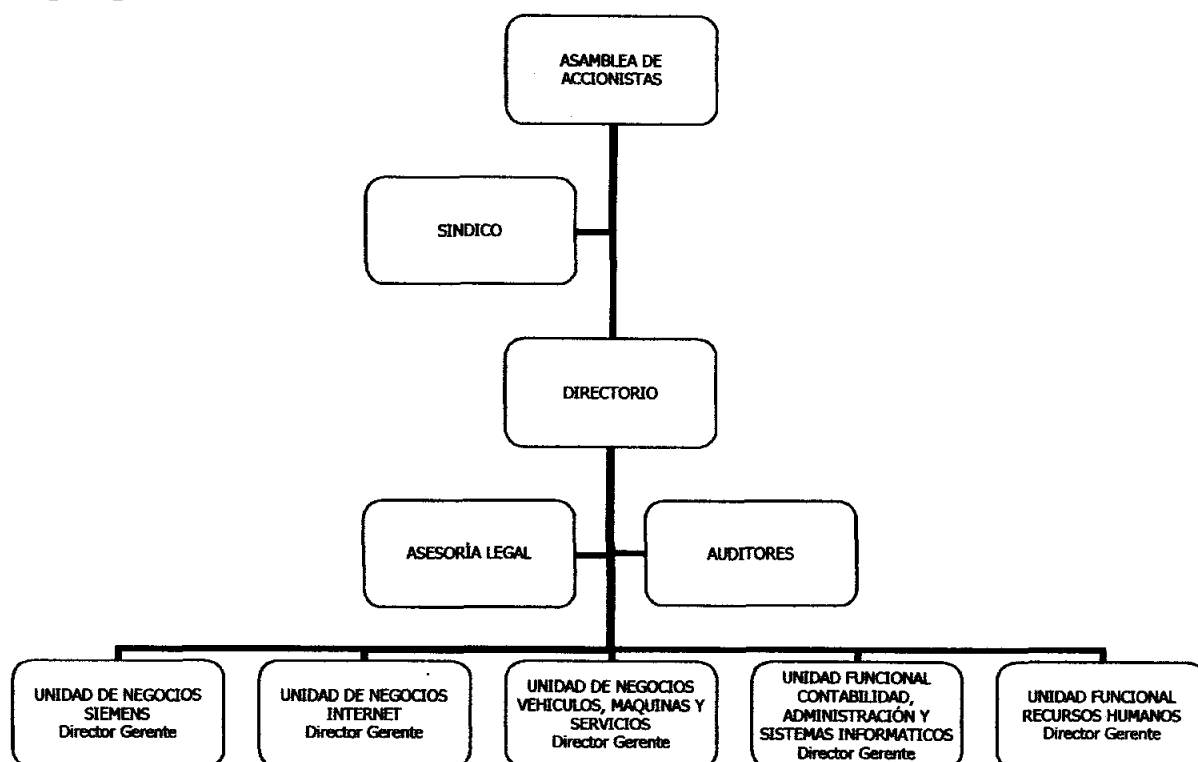 ASAMBLEA DE
ACCIONISTAS
SINDICO
DIRECTORIO
ASESORÍA LEGAL
AUDITORES
UNIDAD DE NEGOCIOS
SIEMENS
Director Gerente
UNIDAD DE NEGOCIOS
INTERNET
Director Gerente
UNIDAD DE NEGOCIOS
VEHICULOS, MAQUINAS Y
SERVICIOS
Director Gerente
UNIDAD FUNCIONAL
CONTABILIDAD,
ADMINISTRACIÓN Y
SISTEMAS INFORMATICOS
Director Gerente
UNIDAD FUNCIONAL
RECURSOS HUMANOS
Director Gerente